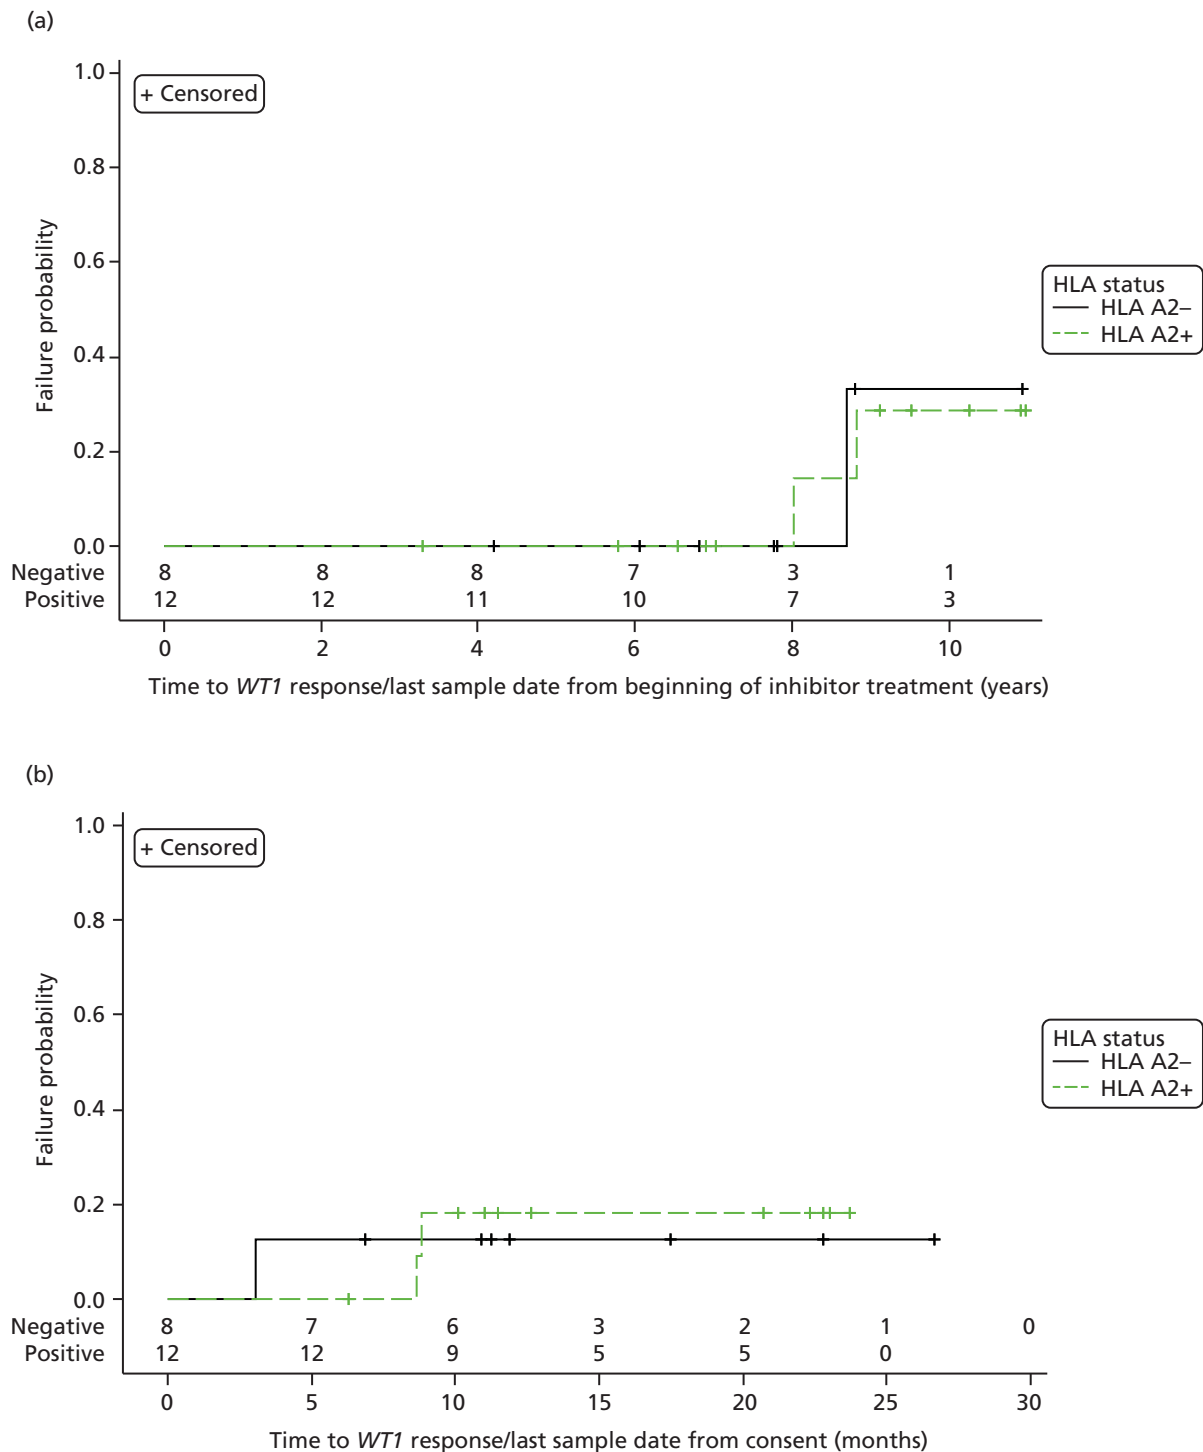 (a)
1.0
+ Censored
0.8
0.6
0.4
0.2
0.0
Failure probability
HLA status
HLA A2–
HLA A2+
Negative 8 8 8 7 3 1
Positive 12 12 11 10 7 3
0 2 4 6 8 10
Time to WT1 response/last sample date from beginning of inhibitor treatment (years)
(b)
1.0
+ Censored
0.8
0.6
0.4
0.2
0.0
Failure probability
HLA status
HLA A2–
HLA A2+
Negative 8 7 6 3 2 1 0
Positive 12 12 9 5 5 0
0 5 10 15 20 25 30
Time to WT1 response/last sample date from consent (months)